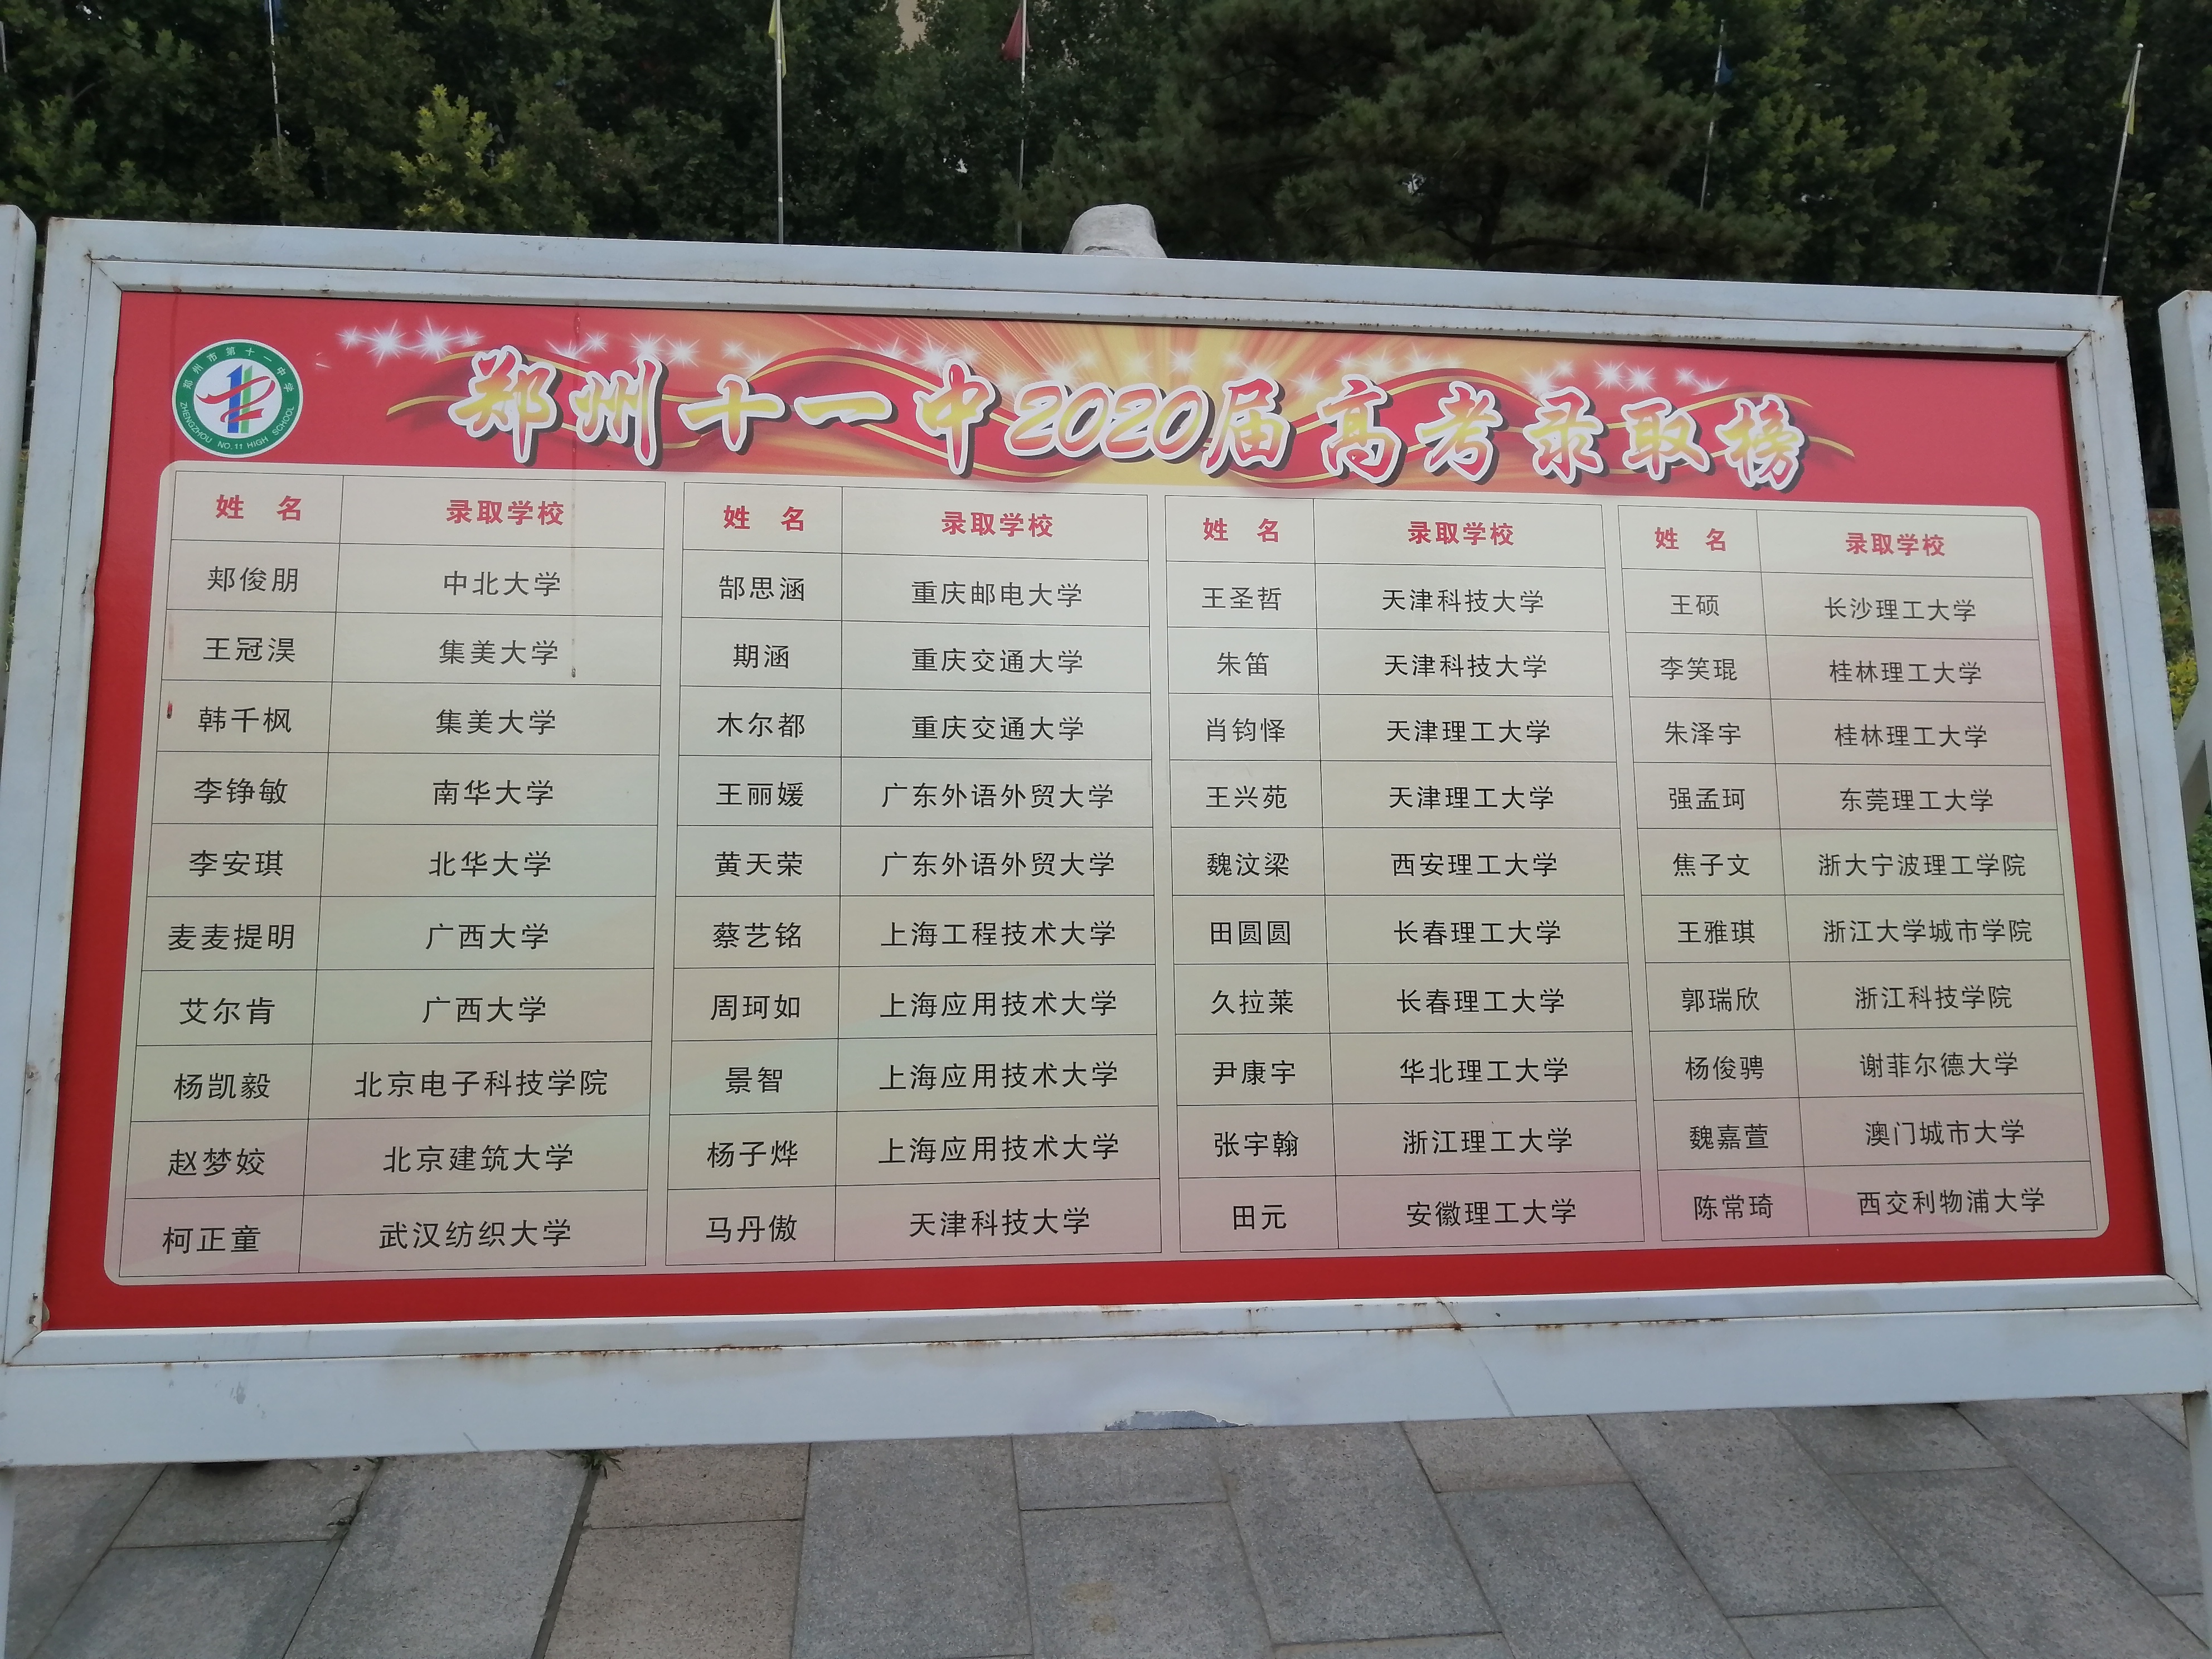 郑州市第十一中学
ZHENGZHOU NO.11 HIGH SCHOOL
郑州十一中2020届高考录取榜
姓 名 录取学校 姓 名 录取学校 姓 名 录取学校 姓 名 录取学校
郏俊朋 中北大学 郜思涵 重庆邮电大学 王圣哲 天津科技大学 王硕 长沙理工大学
王冠淏 集美大学 期涵 重庆交通大学 朱笛 天津科技大学 李笑琨 桂林理工大学
韩千枫 集美大学 木尔都 重庆交通大学 肖钧怿 天津理工大学 朱泽宇 桂林理工大学
李铮敏 南华大学 王丽媛 广东外语外贸大学 王兴苑 天津理工大学 强孟珂 东莞理工大学
李安琪 北华大学 黄天荣 广东外语外贸大学 魏汶梁 西安理工大学 焦子文 浙大宁波理工学院
麦麦提明 广西大学 蔡艺铭 上海工程技术大学 田圆圆 长春理工大学 王雅琪 浙江大学城市学院
艾尔肯 广西大学 周珂如 上海应用技术大学 久拉莱 长春理工大学 郭瑞欣 浙江科技学院
杨凯毅 北京电子科技学院 景智 上海应用技术大学 尹康宇 华北理工大学 杨俊骋 谢菲尔德大学
赵梦姣 北京建筑大学 杨子烨 上海应用技术大学 张宇翰 浙江理工大学 魏嘉萱 澳门城市大学
柯正童 武汉纺织大学 马丹傲 天津科技大学 田元 安徽理工大学 陈常琦 西交利物浦大学